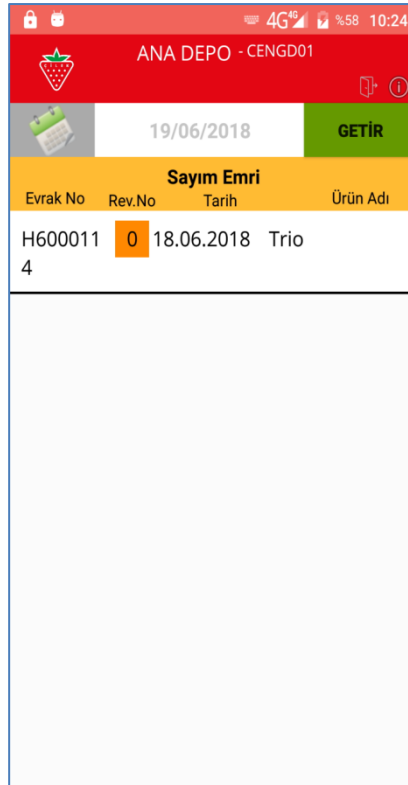 4G 4G %58 10:24
ANA DEPO - CENGD01
19/06/2018 GETİR
Sayım Emri
Evrak No Rev.No Tarih Ürün Adı
H600011 0 18.06.2018 Trio
4